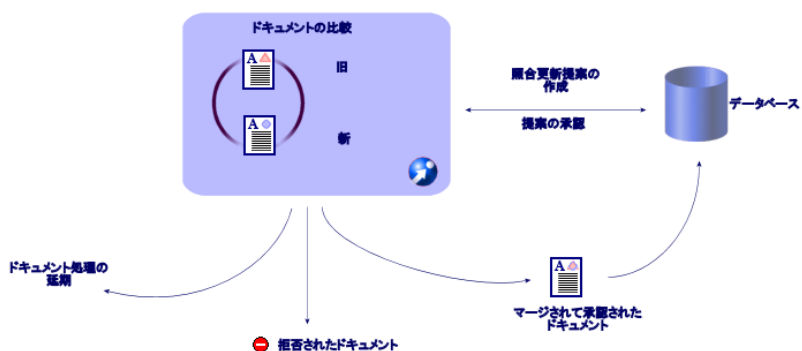 ドキュメントの比較
A
旧
A
新
照合更新提案の
作成
提案の承認
データベース
ドキュメント処理の
延期
拒否されたドキュメント
A
マージされて承認された
ドキュメント